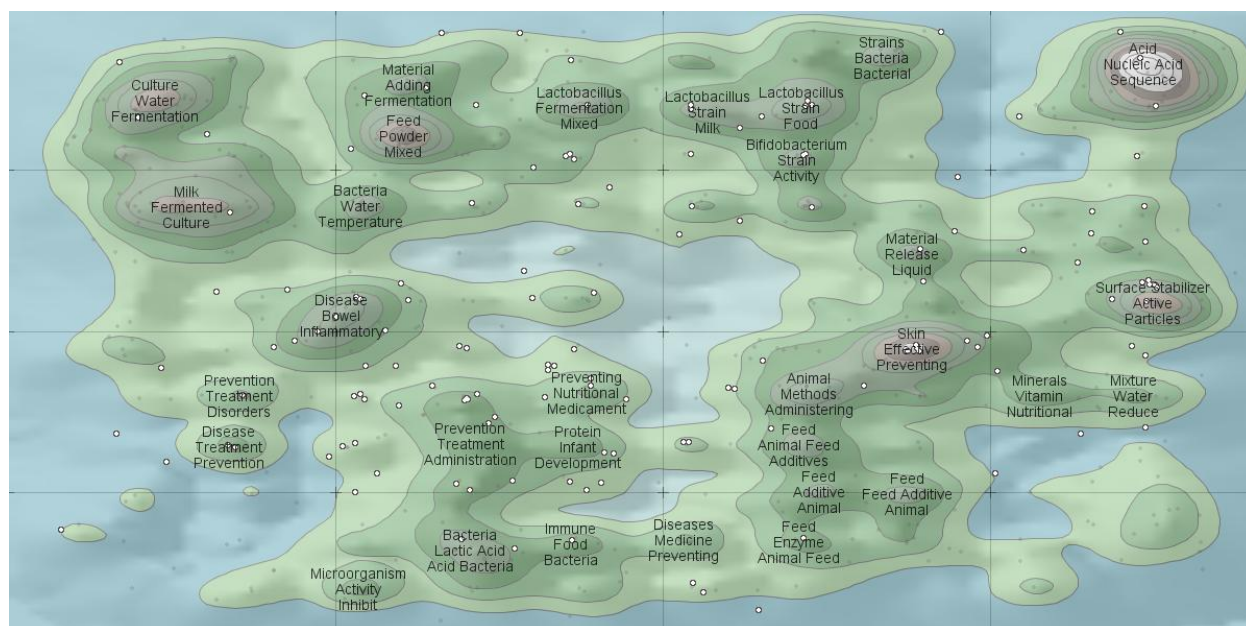 Strains
Bacteria
Bacterial
Acid
Nucleic Acid
Sequence
Culture
Water
Fermentation
Material
Adding
Fermentation
Lactobacillus
Fermentation
Mixed
Lactobacillus
Strain
Milk
Lactobacillus
Strain
Food
Feed
Powder
Mixed
Bifidobacterium
Strain
Activity
Milk
Fermented
Culture
Bacteria
Water
Temperature
Material
Release
Liquid
Disease
Bowel
Inflammatory
Surface Stabilizer
Active
Particles
Skin
Effective
Preventing
Prevention
Treatment
Disorders
Preventing
Nutritional
Medicament
Animal
Methods
Administering
Minerals
Vitamin
Nutritional
Mixture
Water
Reduce
Disease
Treatment
Prevention
Prevention
Treatment
Administration
Protein
Infant
Development
Feed
Animal Feed
Additives
Feed
Additive
Animal
Feed
Feed Additive
Animal
Bacteria
Lactic Acid
Acid Bacteria
Immune
Food
Bacteria
Diseases
Medicine
Preventing
Feed
Enzyme
Animal Feed
Microorganism
Activity
Inhibit